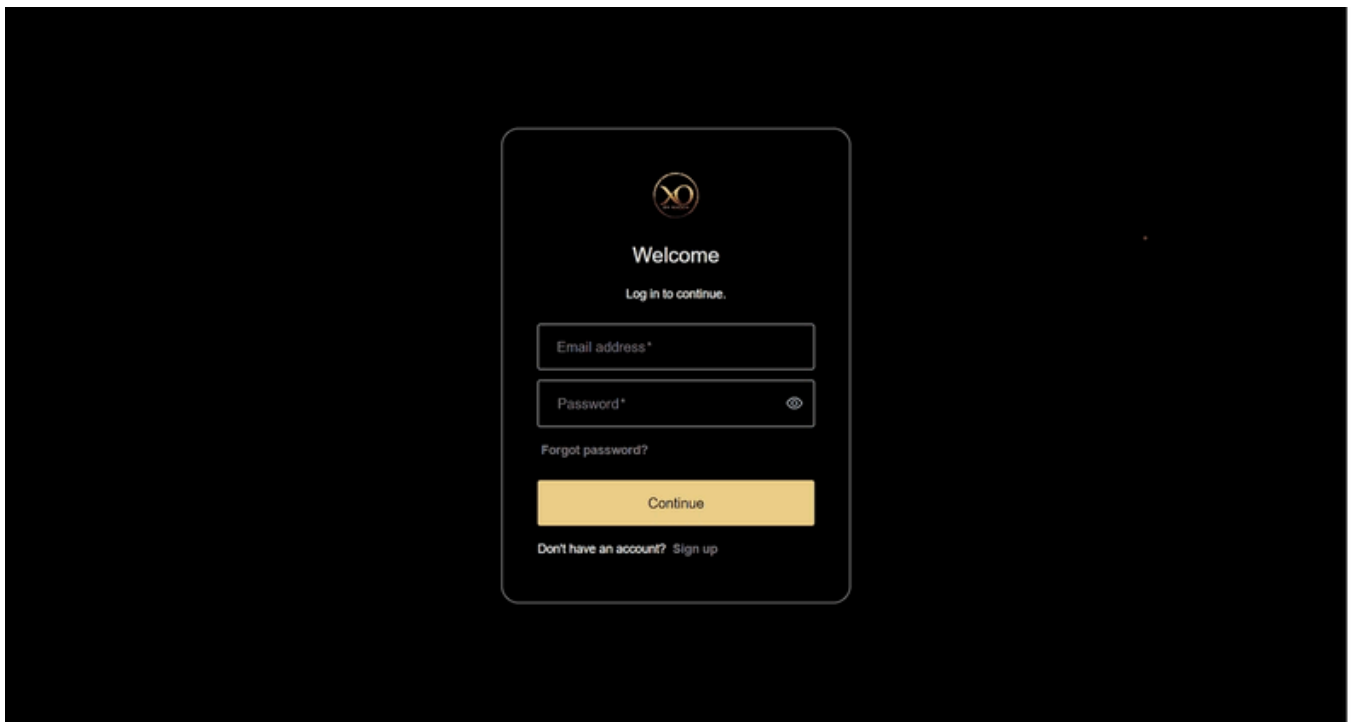 XO
Welcome
Log in to continue.
Email address*
Password*
Forgot password?
Continue
Don't have an account? Sign up